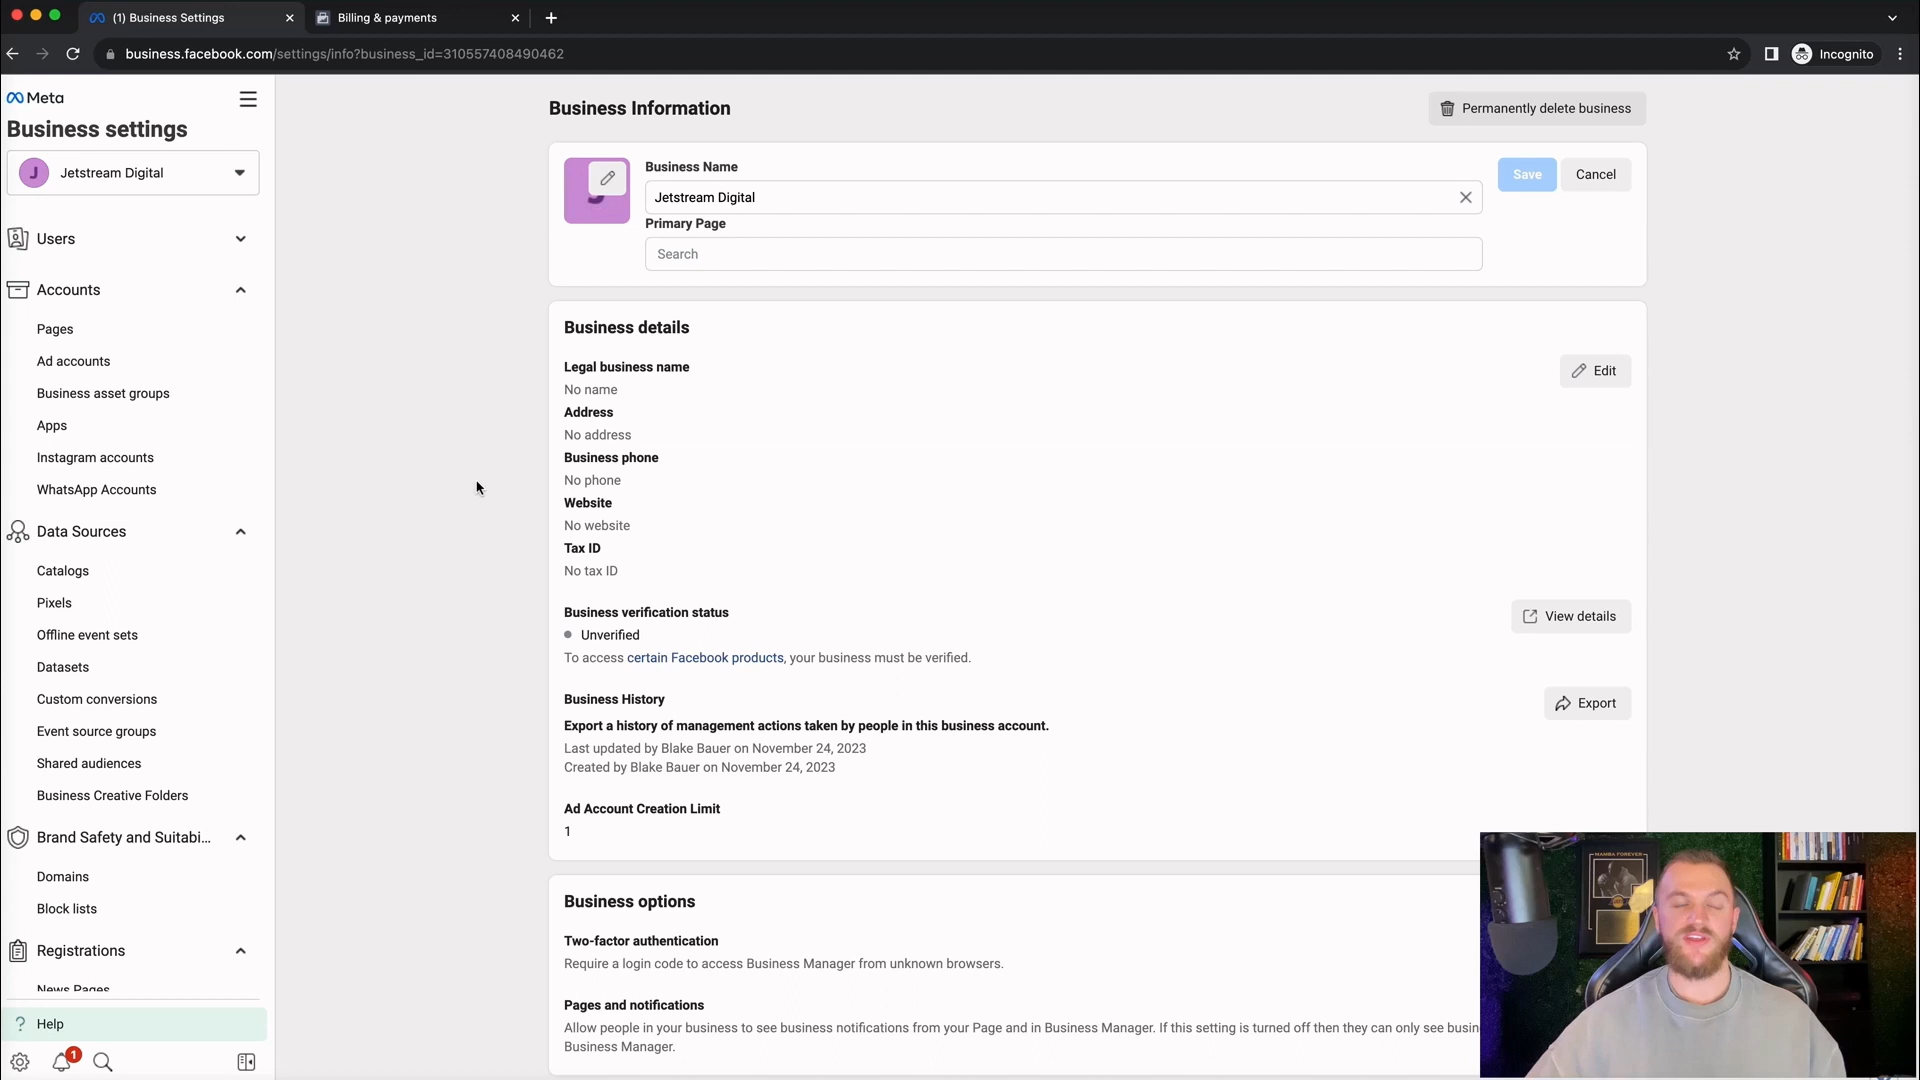 (1) Business Settings
Billing & payments
business.facebook.com/settings/info?business_id=310557408490462
Incognito
Meta
Business settings
J
Jetstream Digital
Users
Accounts
Pages
Ad accounts
Business asset groups
Apps
Instagram accounts
WhatsApp Accounts
Data Sources
Catalogs
Pixels
Offline event sets
Datasets
Custom conversions
Event source groups
Shared audiences
Business Creative Folders
Brand Safety and Suitabi...
Domains
Block lists
Registrations
News Pages
? Help
1
Business Information
Permanently delete business
Business Name
Save
Cancel
Jetstream Digital
Primary Page
Search
Business details
Legal business name
Edit
No name
Address
No address
Business phone
No phone
Website
No website
Tax ID
No tax ID
Business verification status
View details
Unverified
To access certain Facebook products, your business must be verified.
Business History
Export
Export a history of management actions taken by people in this business account.
Last updated by Blake Bauer on November 24, 2023
Created by Blake Bauer on November 24, 2023
Ad Account Creation Limit
1
Business options
Two-factor authentication
Require a login code to access Business Manager from unknown browsers.
Pages and notifications
Allow people in your business to see business notifications from your Page and in Business Manager. If this setting is turned off then they can only see busin
Business Manager.
MAMBA FOREVER